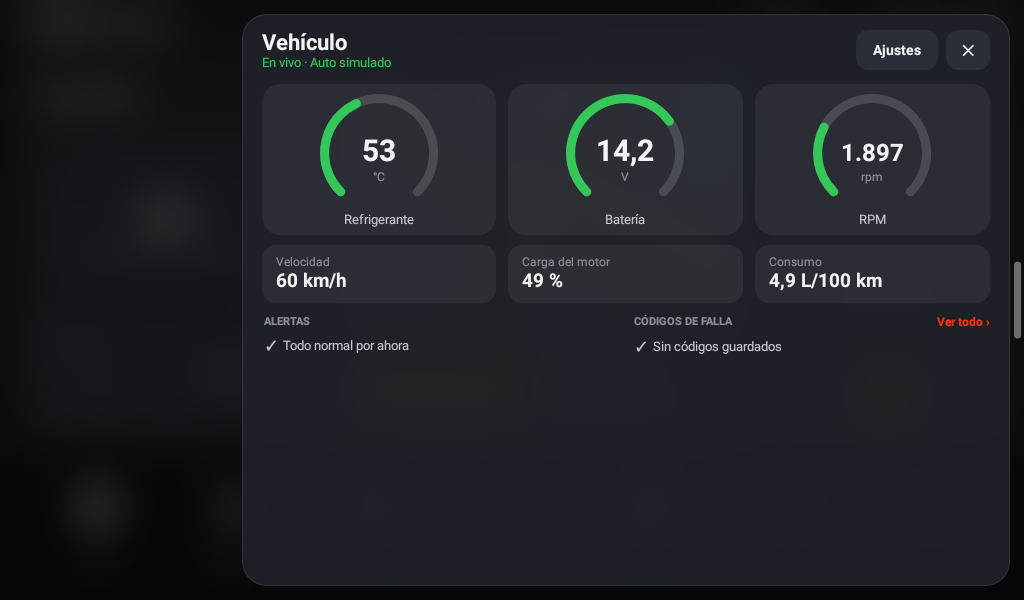 Vehículo
En vivo · Auto simulado
Ajustes
53
°C
Refrigerante
14,2
V
Batería
1.897
rpm
RPM
Velocidad
60 km/h
Carga del motor
49 %
Consumo
4,9 L/100 km
ALERTAS
✓ Todo normal por ahora
CÓDIGOS DE FALLA
Ver todo ›
✓ Sin códigos guardados